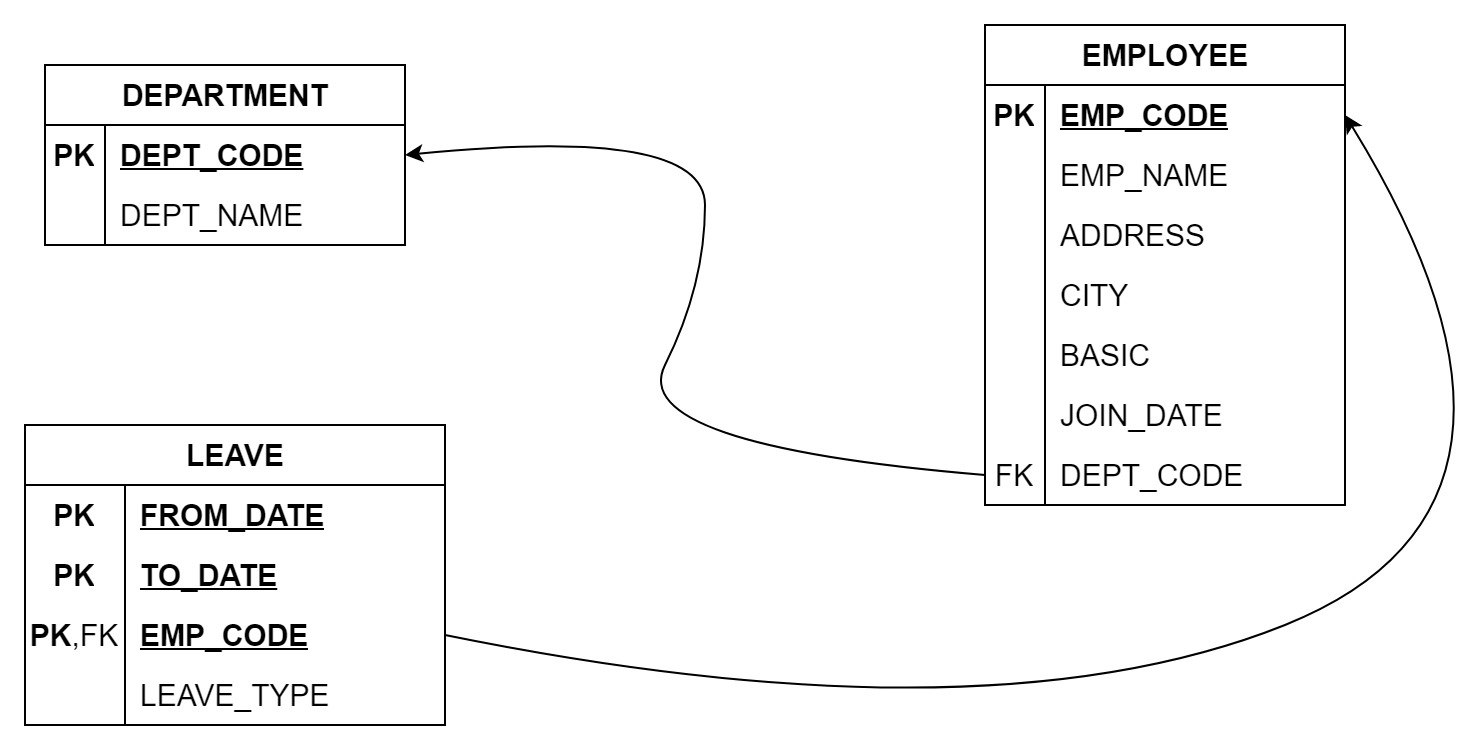 DEPARTMENT
PK DEPT_CODE
DEPT_NAME
EMPLOYEE
PK EMP_CODE
EMP_NAME
ADDRESS
CITY
BASIC
JOIN_DATE
FK DEPT_CODE
LEAVE
PK FROM_DATE
PK TO_DATE
PK,FK EMP_CODE
LEAVE_TYPE